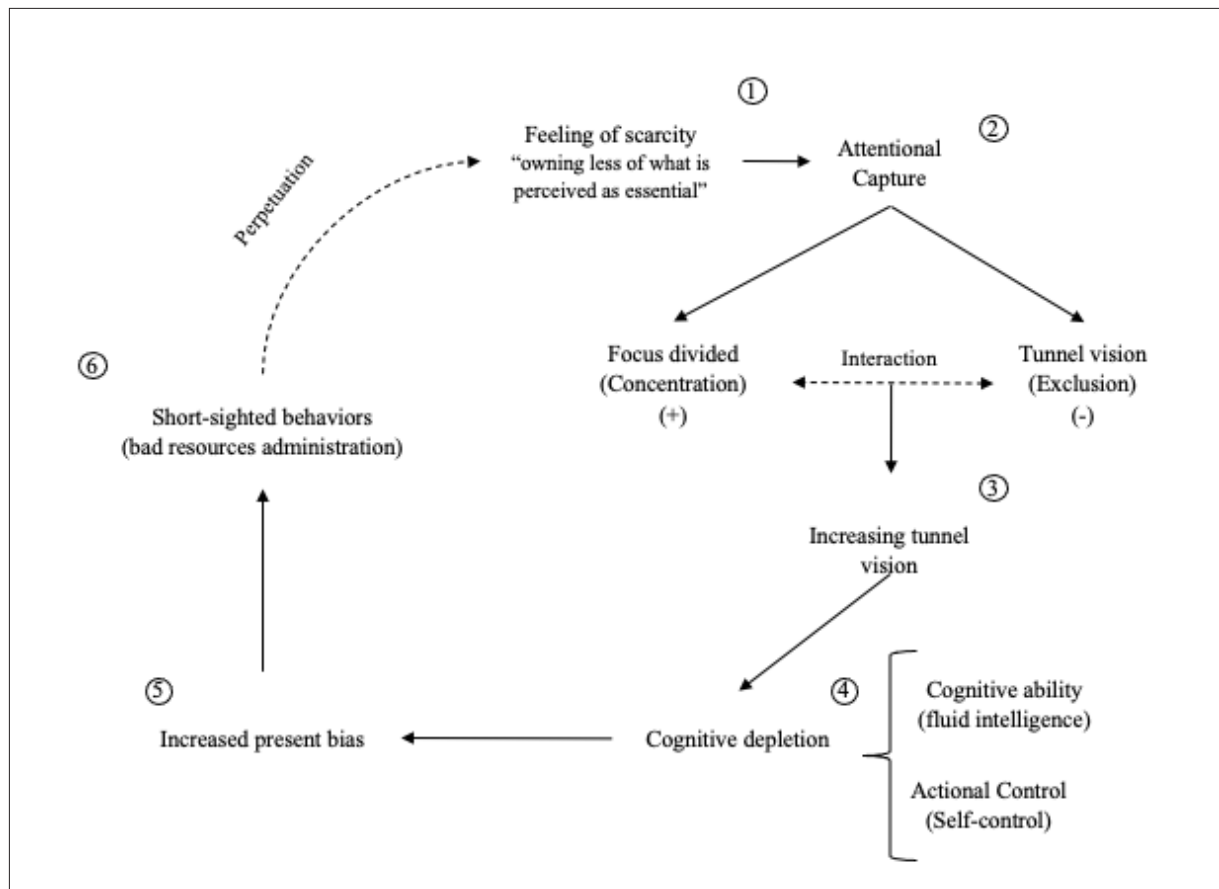 ①
Feeling of scarcity
“owning less of what is
perceived as essential”
②
Attentional
Capture
Perpetuation
Focus divided
(Concentration)
(+)
Interaction
Tunnel vision
(Exclusion)
(-)
③
Increasing tunnel
vision
④
Cognitive depletion
Cognitive ability
(fluid intelligence)
Actional Control
(Self-control)
⑤
Increased present bias
⑥
Short-sighted behaviors
(bad resources administration)